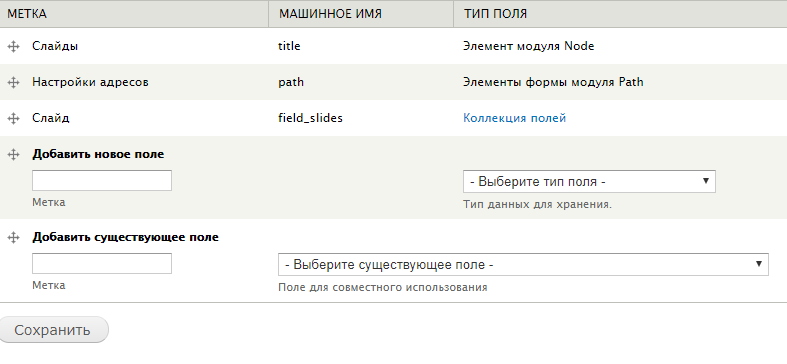 МЕТКА МАШИННОЕ ИМЯ ТИП ПОЛЯ
Слайды title Элемент модуля Node
Настройки адресов path Элементы формы модуля Path
Слайд field_slides Коллекция полей
Добавить новое поле
- Выберите тип поля -
Метка Тип данных для хранения.
Добавить существующее поле
- Выберите существующее поле -
Метка Поле для совместного использования
Сохранить